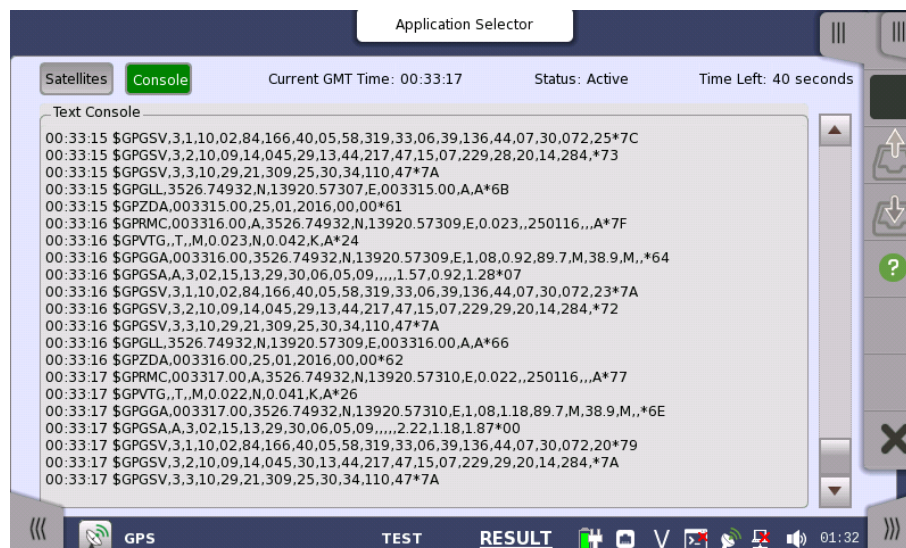 Application Selector
Satellites
Console
Current GMT Time: 00:33:17
Status: Active
Time Left: 40 seconds
Text Console
00:33:15 $GPGSV,3,1,10,02,84,166,40,05,58,319,33,06,39,136,44,07,30,072,25*7C
00:33:15 $GPGSV,3,2,10,09,14,045,29,13,44,217,47,15,07,229,28,20,14,284,*73
00:33:15 $GPGSV,3,3,10,29,21,309,25,30,34,110,47*7A
00:33:15 $GPGLL,3526.74932,N,13920.57307,E,003315.00,A,A*6B
00:33:15 $GPZDA,003315.00,25,01,2016,00,00*61
00:33:16 $GPRMC,003316.00,A,3526.74932,N,13920.57309,E,0.023,,250116,,,A*7F
00:33:16 $GPVTG,,T,,M,0.023,N,0.042,K,A*24
00:33:16 $GPGGA,003316.00,3526.74932,N,13920.57309,E,1,08,0.92,89.7,M,38.9,M,,*64
00:33:16 $GPGSA,A,3,02,15,13,29,30,06,05,09,,,,,1.57,0.92,1.28*07
00:33:16 $GPGSV,3,1,10,02,84,166,40,05,58,319,33,06,39,136,44,07,30,072,23*7A
00:33:16 $GPGSV,3,2,10,09,14,045,29,13,44,217,47,15,07,229,29,20,14,284,*72
00:33:16 $GPGSV,3,3,10,29,21,309,25,30,34,110,47*7A
00:33:16 $GPGLL,3526.74932,N,13920.57309,E,003316.00,A,A*66
00:33:16 $GPZDA,003316.00,25,01,2016,00,00*62
00:33:17 $GPRMC,003317.00,A,3526.74932,N,13920.57310,E,0.022,,250116,,,A*77
00:33:17 $GPVTG,,T,,M,0.022,N,0.041,K,A*26
00:33:17 $GPGGA,003317.00,3526.74932,N,13920.57310,E,1,08,1.18,89.7,M,38.9,M,,*6E
00:33:17 $GPGSA,A,3,02,15,13,29,30,06,05,09,,,,,2.22,1.18,1.87*00
00:33:17 $GPGSV,3,1,10,02,84,166,40,05,58,319,33,06,39,136,44,07,30,072,20*79
00:33:17 $GPGSV,3,2,10,09,14,045,30,13,44,217,47,15,07,229,29,20,14,284,*7A
00:33:17 $GPGSV,3,3,10,29,21,309,25,30,34,110,47*7A
GPS
TEST
RESULT
V
01:32